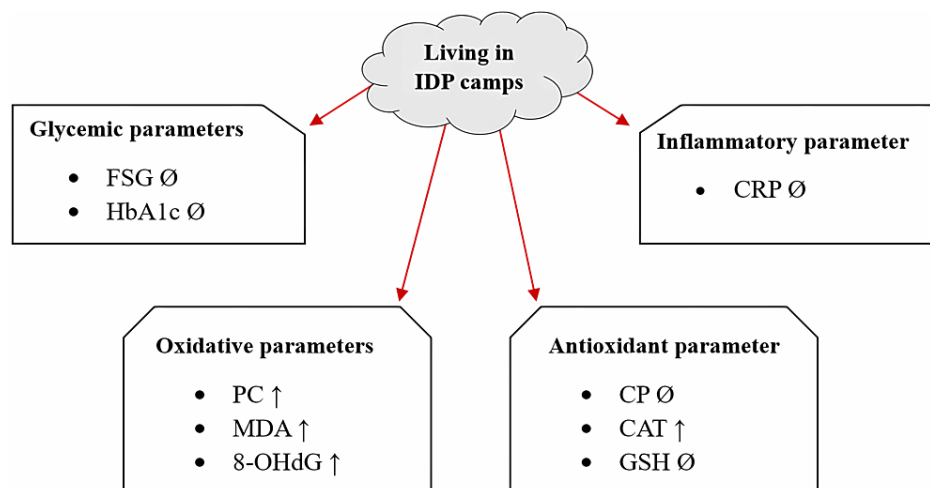 Living in
IDP camps
Glycemic parameters
• FSG Ø
• HbA1c Ø
Inflammatory parameter
• CRP Ø
Oxidative parameters
• PC ↑
• MDA ↑
• 8-OHdG ↑
Antioxidant parameter
• CP Ø
• CAT ↑
• GSH Ø